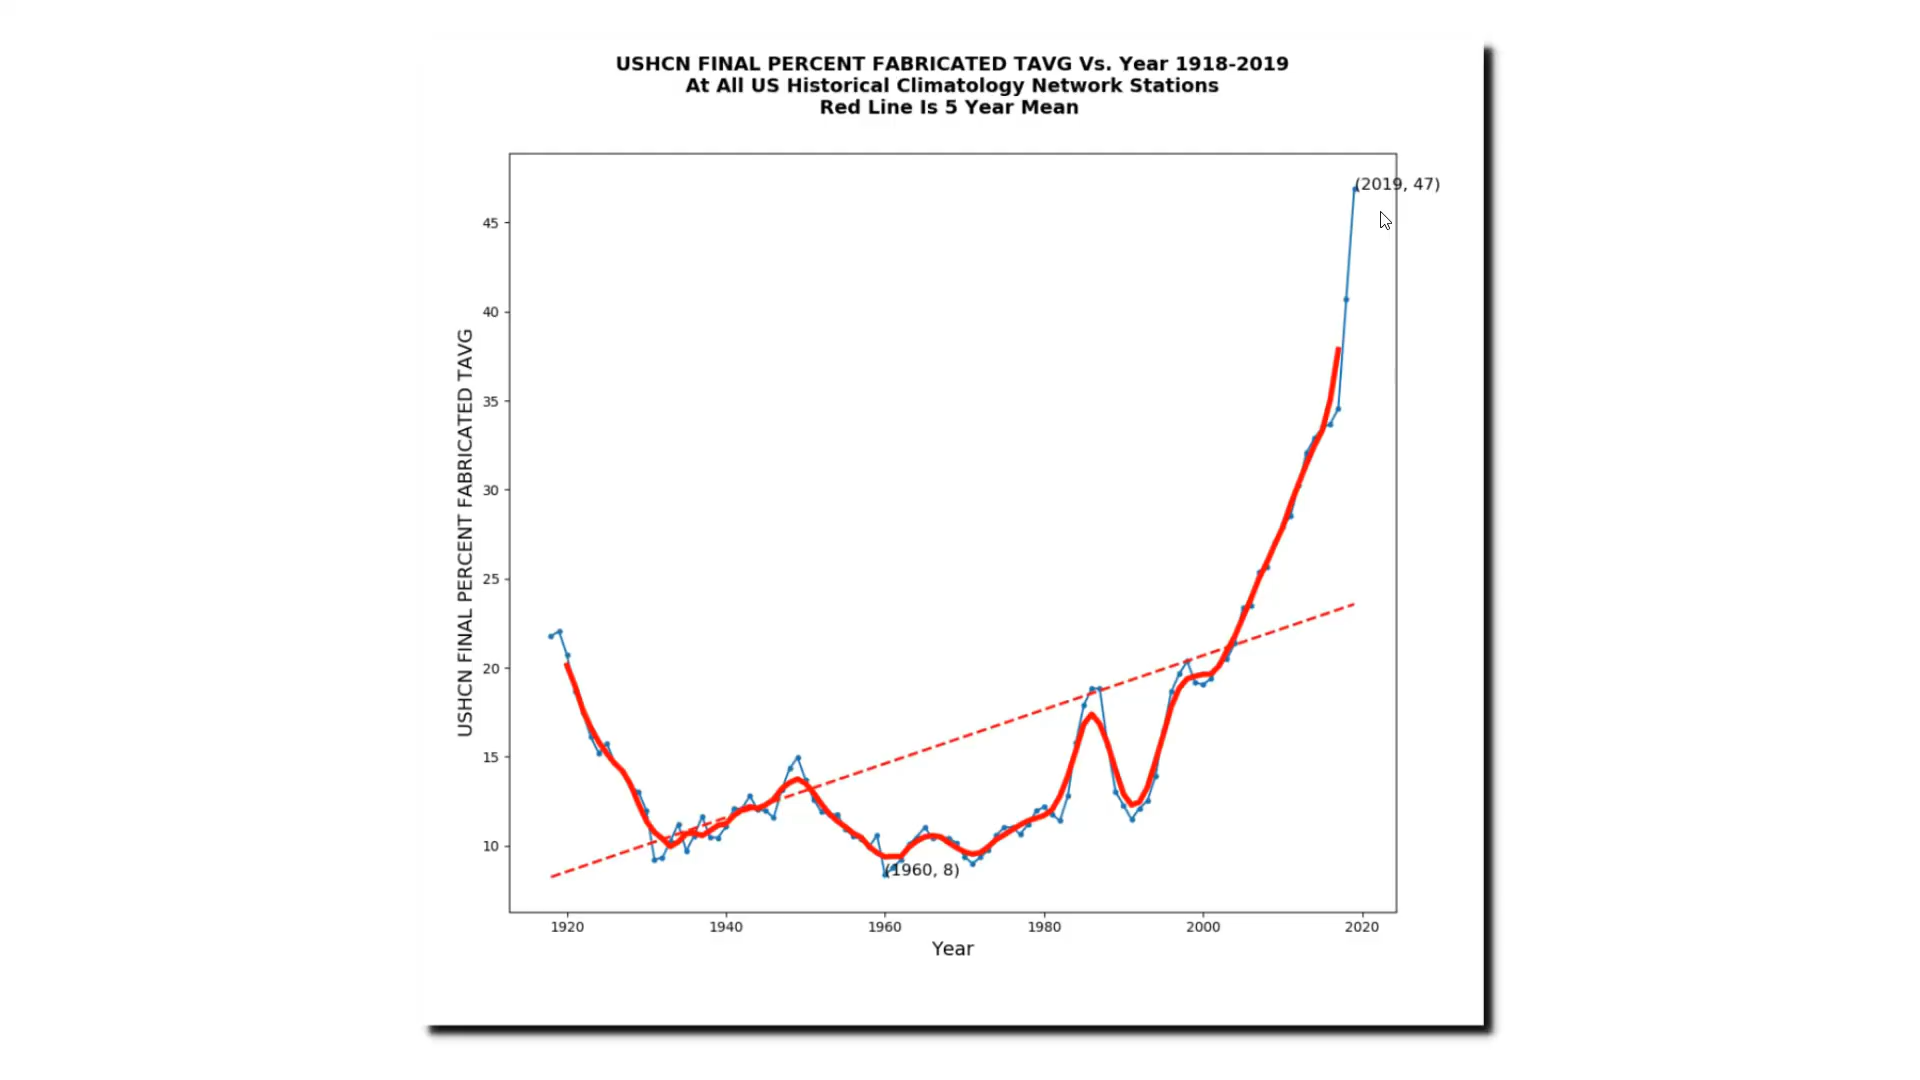 USHCN FINAL PERCENT FABRICATED TAVG Vs. Year 1918-2019
At All US Historical Climatology Network Stations
Red Line Is 5 Year Mean
(2019, 47)
45
40
35
30
25
20
15
10
USHCN FINAL PERCENT FABRICATED TAVG
(1960, 8)
1920 1940 1960 1980 2000 2020
Year